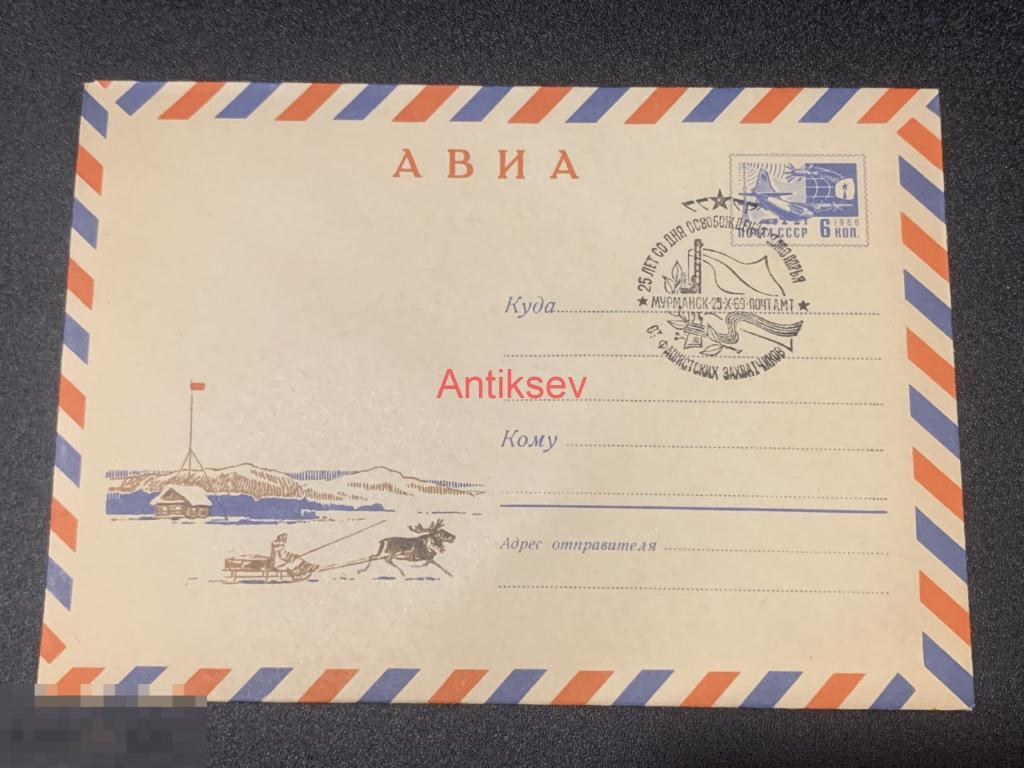 АВИА
1966
ПОЧТА СССР 6 КОП.
25 ЛЕТ СО ДНЯ ОСВОБОЖДЕНИЯ
МУРМАНСК·25·X·69·ПОЧТАМТ
ОТ ФАШИСТСКИХ ЗАХВАТЧИКОВ
Куда
Antiksev
Кому
Адрес отправителя